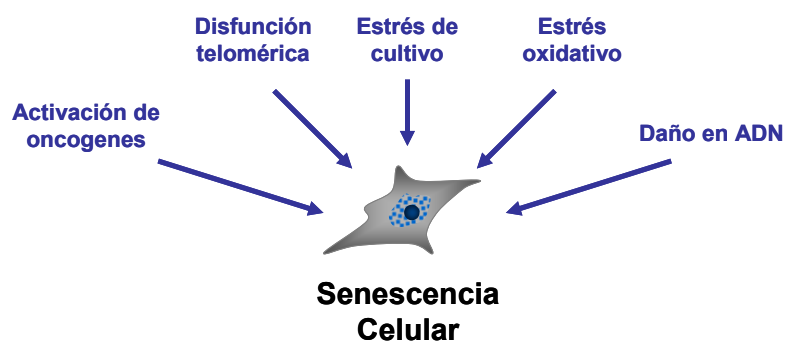 Disfunción
telomérica
Estrés de
cultivo
Estrés
oxidativo
Activación de
oncogenes
Daño en ADN
Senescencia
Celular